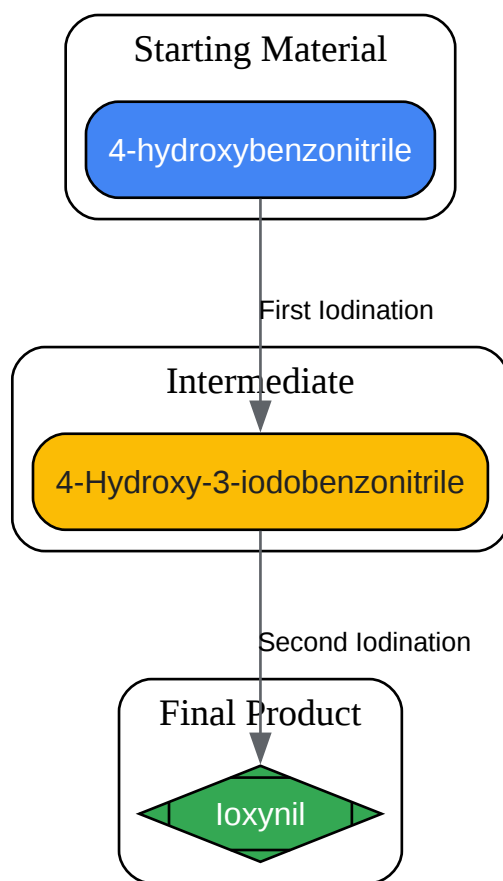 Starting Material
4-hydroxybenzonitrile
First Iodination
Intermediate
4-Hydroxy-3-iodobenzonitrile
Second Iodination
Final Product
Ioxynil